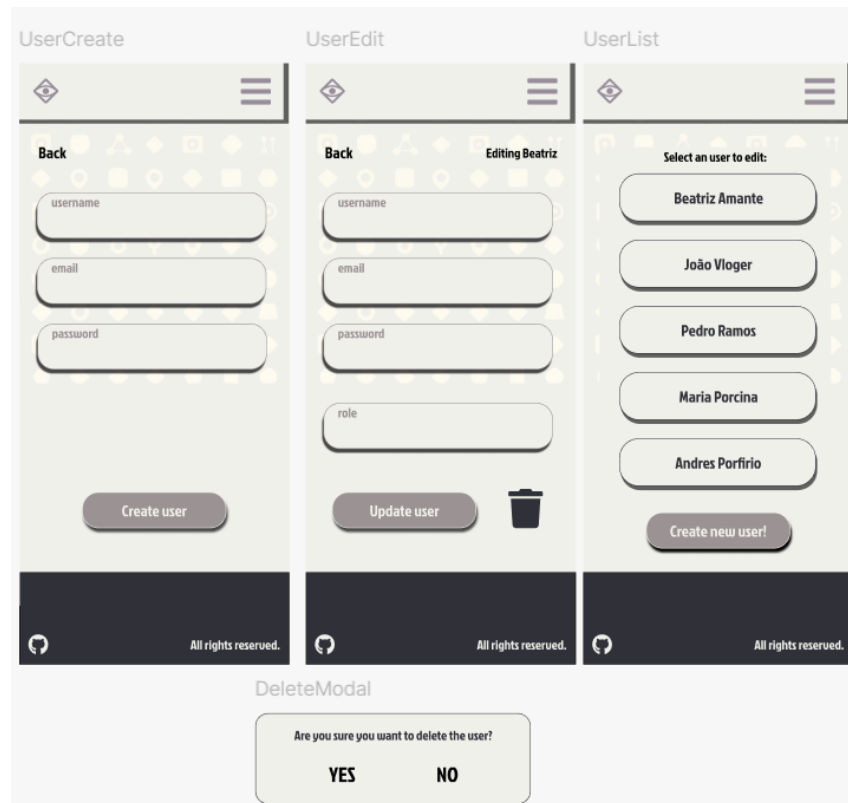 UserCreate
Back
username
email
password
Create user
All rights reserved.
UserEdit
Back
Editing Beatriz
username
email
password
role
Update user
All rights reserved.
UserList
Select an user to edit:
Beatriz Amante
João Vloger
Pedro Ramos
Maria Porcina
Andres Porfirio
Create new user!
All rights reserved.
DeleteModal
Are you sure you want to delete the user?
YES NO